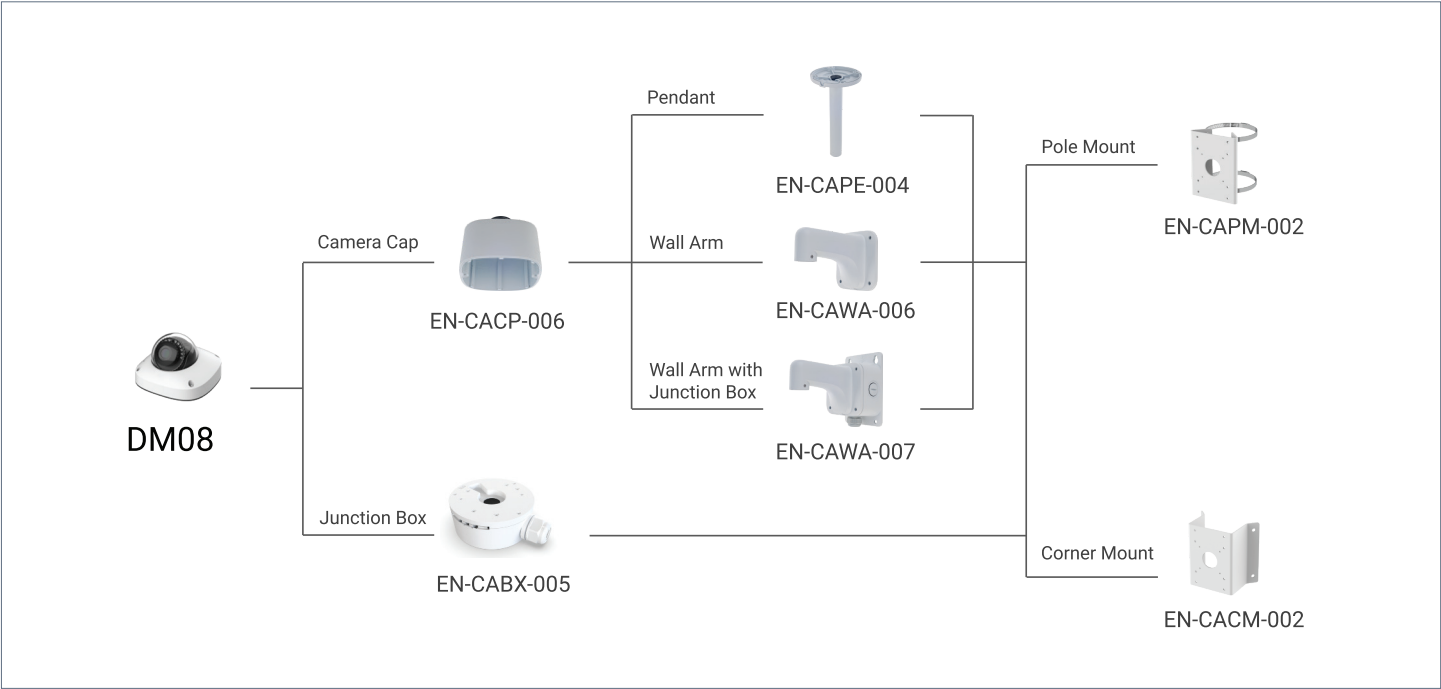 Pendant
EN-CAPE-004
Pole Mount
EN-CAPM-002
Camera Cap
EN-CACP-006
Wall Arm
EN-CAWA-006
Wall Arm with
Junction Box
EN-CAWA-007
DM08
Junction Box
EN-CABX-005
Corner Mount
EN-CACM-002